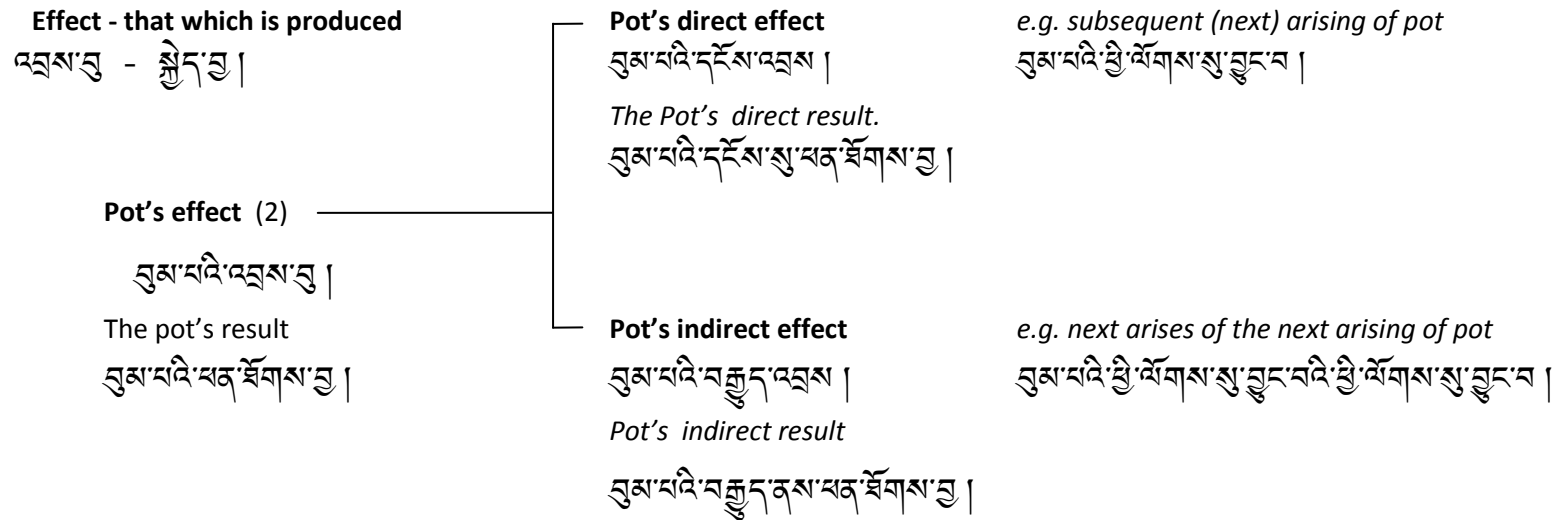 Effect - that which is produced
འབྲས་བུ - སྐྱེད་བྱ །
Pot’s effect (2)
བུམ་པའི་འབྲས་བུ །
The pot’s result
བུམ་པའི་ཕན་ཐོགས་བྱ །
Pot’s direct effect
བུམ་པའི་དངོས་འབྲས །
The Pot’s direct result.
བུམ་པའི་དངོས་སུ་ཕན་ཐོགས་བྱ །
e.g. subsequent (next) arising of pot
བུམ་པའི་ཕྱི་ལོགས་སུ་བྱུང་བ །
Pot’s indirect effect
བུམ་པའི་བརྒྱུད་འབྲས །
Pot’s indirect result
བུམ་པའི་བརྒྱུད་ནས་ཕན་ཐོགས་བྱ །
e.g. next arises of the next arising of pot
བུམ་པའི་ཕྱི་ལོགས་སུ་བྱུང་བའི་ཕྱི་ལོགས་སུ་བྱུང་བ །